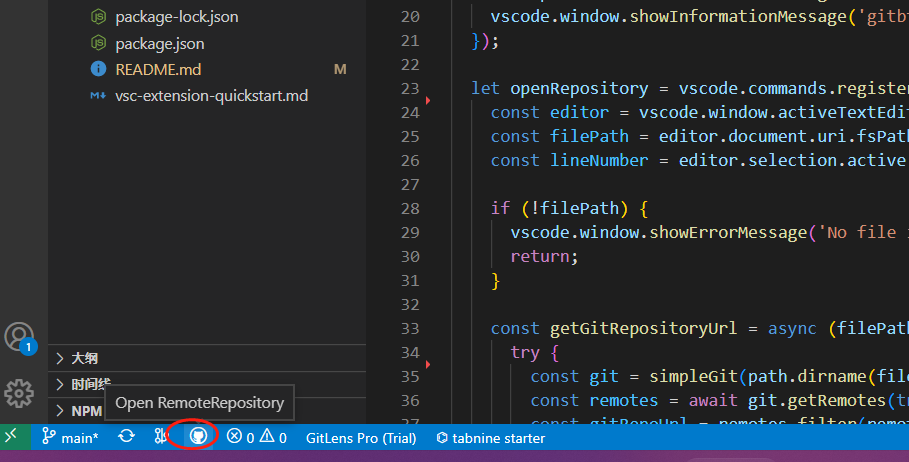 package-lock.json
package.json
README.md M
vsc-extension-quickstart.md
大纲
时间线
NPM
Open RemoteRepository
1
20 vscode.window.showInformationMessage('gitb
21 });
22
23 let openRepository = vscode.commands.register
24 const editor = vscode.window.activeTextEdit
25 const filePath = editor.document.uri.fsPath
26 const lineNumber = editor.selection.active
27
28 if (!filePath) {
29 vscode.window.showErrorMessage('No file
30 return;
31 }
32
33 const getGitRepositoryUrl = async (filePath
34 try {
35 const git = simpleGit(path.dirname(file
36 const remotes = await git.getRemotes(tr
37 const gitRepoUrl = remotes.filter(remot
main* 0 0 GitLens Pro (Trial) tabnine starter